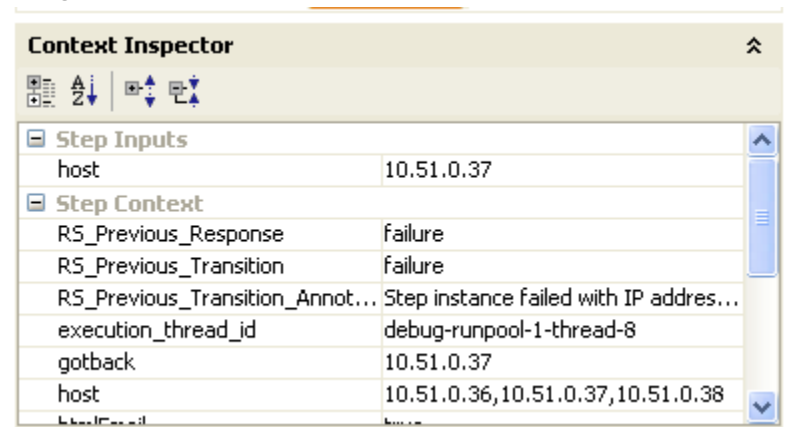 Context Inspector
Step Inputs
host 10.51.0.37
Step Context
RS_Previous_Response failure
RS_Previous_Transition failure
RS_Previous_Transition_Annot... Step instance failed with IP addres...
execution_thread_id debug-runpool-1-thread-8
gotback 10.51.0.37
host 10.51.0.36,10.51.0.37,10.51.0.38